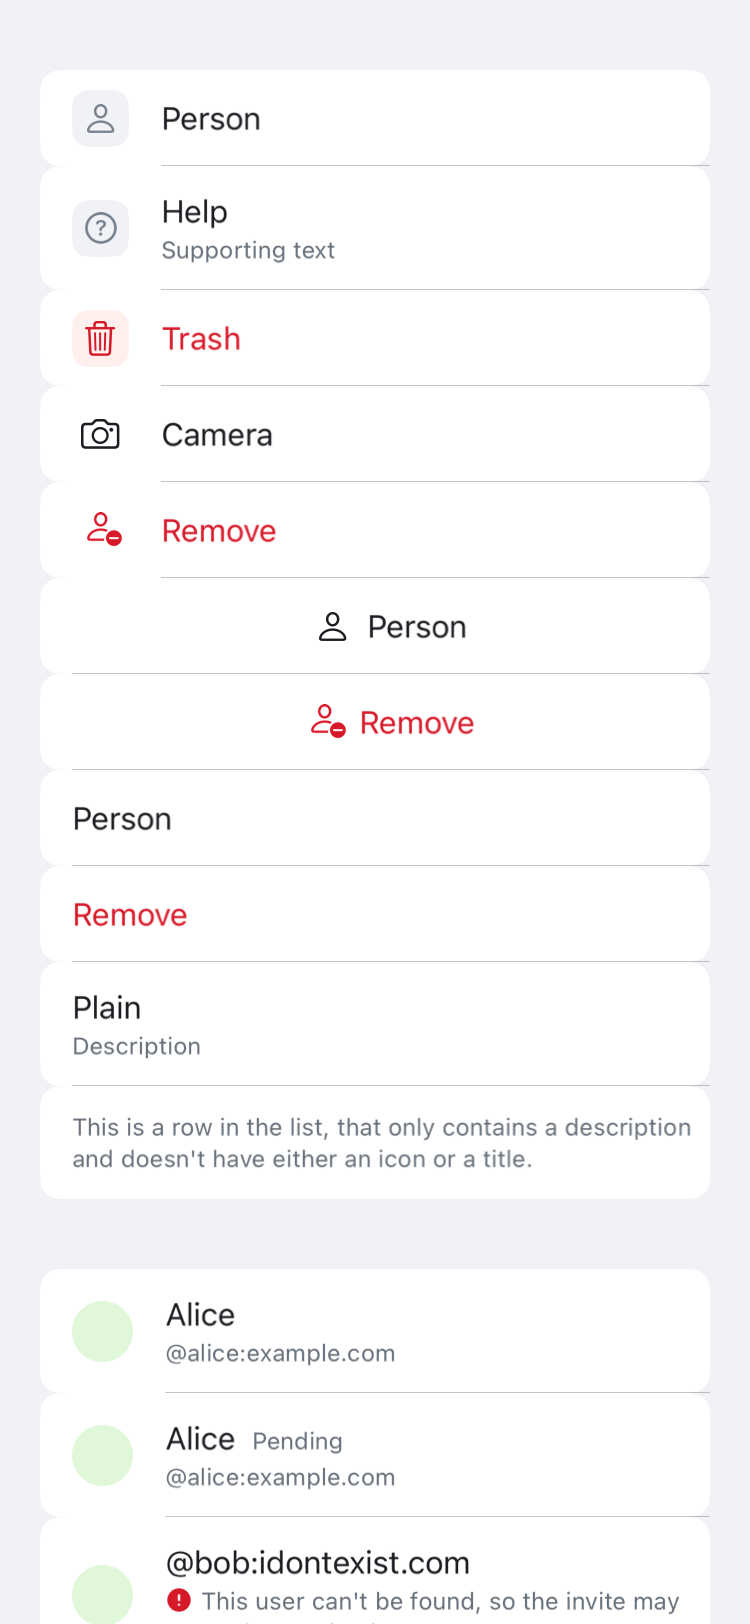 Person
Help
Supporting text
Trash
Camera
Remove
Person
Remove
Person
Remove
Plain
Description
This is a row in the list, that only contains a description
and doesn't have either an icon or a title.
Alice
@alice:example.com
Alice Pending
@alice:example.com
@bob:idontexist.com
This user can't be found, so the invite may